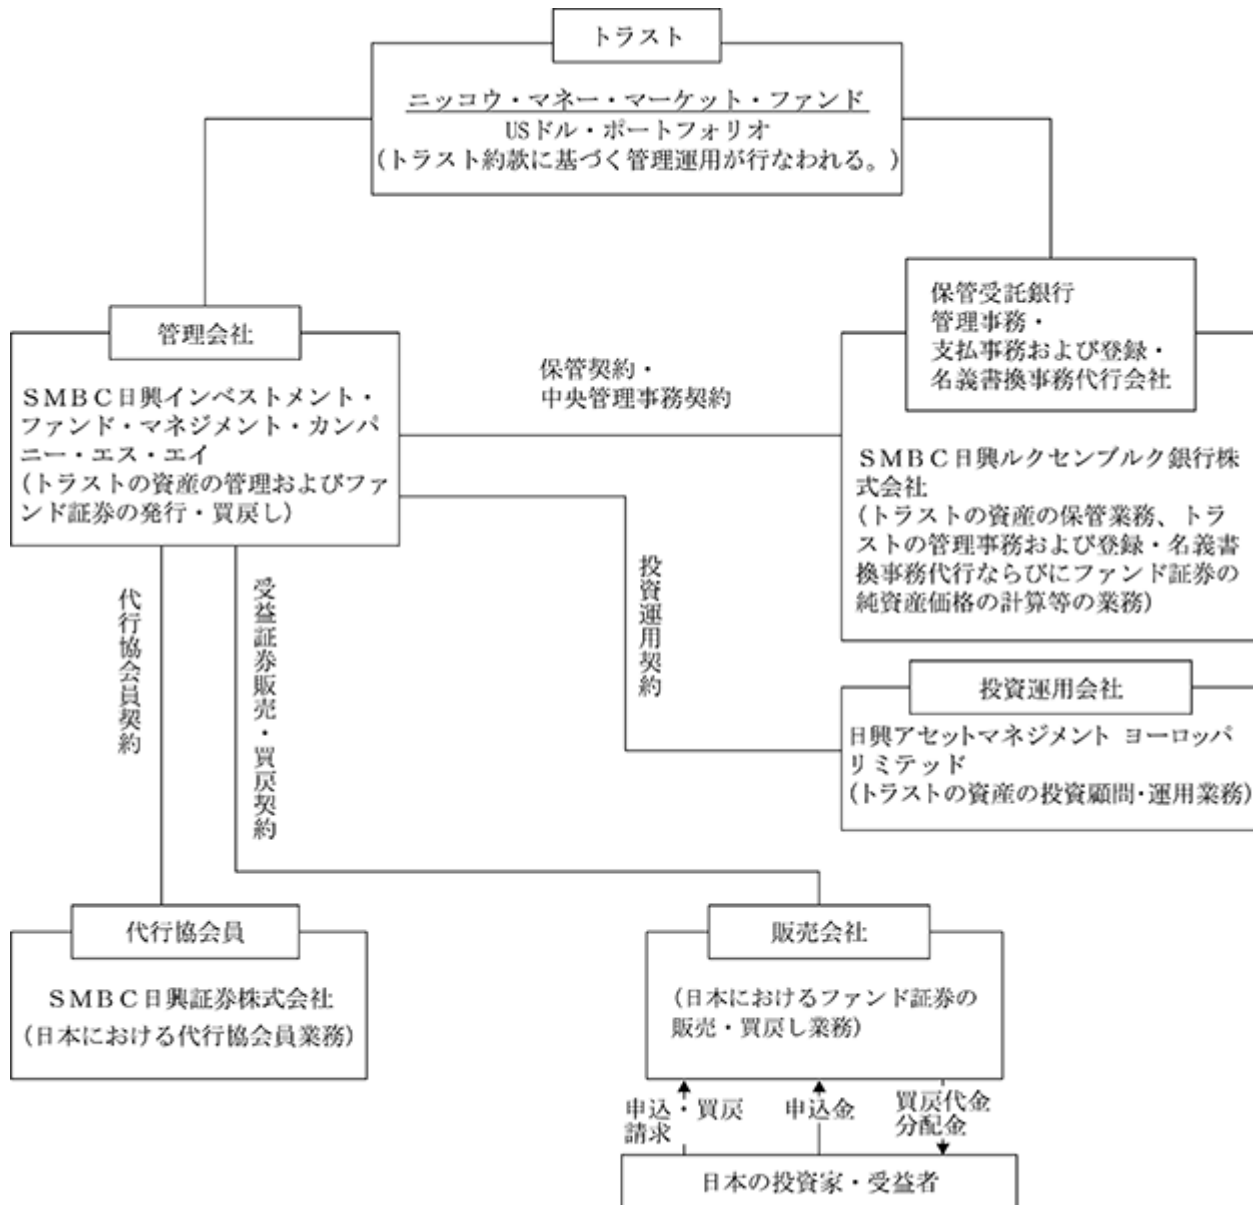 トラスト
ニッコウ・マネー・マーケット・ファンド
USドル・ポートフォリオ
(トラスト約款に基づく管理運用が行なわれる。)
管理会社
SMBC日興インベストメント・
ファンド・マネジメント・カンパ
ニー・エス・エイ
(トラストの資産の管理およびファ
ンド証券の発行・買戻し)
保管契約・
中央管理事務契約
保管受託銀行
管理事務・
支払事務および登録・
名義書換事務代行会社
SMBC日興ルクセンブルク銀行株
式会社
(トラストの資産の保管業務、トラ
ストの管理事務および登録・名義書
換事務代行ならびにファンド証券の
純資産価格の計算等の業務)
代行協会員契約
受益証券販売・買戻契約
投資運用契約
投資運用会社
日興アセットマネジメント ヨーロッパ
リミテッド
(トラストの資産の投資顧問・運用業務)
代行協会員
SMBC日興証券株式会社
(日本における代行協会員業務)
販売会社
(日本におけるファンド証券の
販売・買戻し業務)
申込・買戻
請求
申込金
買戻代金
分配金
日本の投資家・受益者